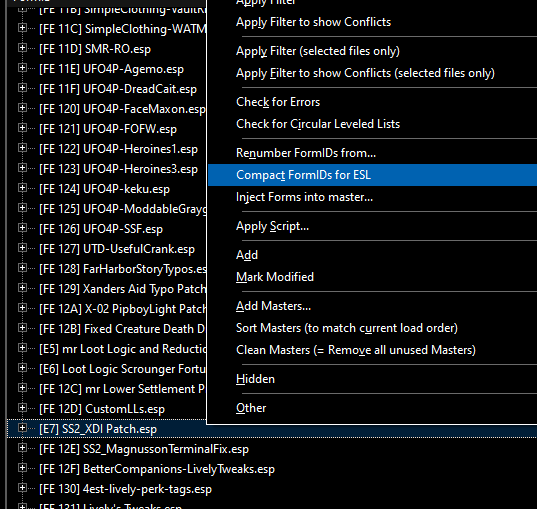 [FE 11B] SimpleClothing-VaultR
[FE 11C] SimpleClothing-WATM
[FE 11D] SMR-RO.esp
[FE 11E] UFO4P-Agemo.esp
[FE 11F] UFO4P-DreadCait.esp
[FE 120] UFO4P-FaceMaxon.esp
[FE 121] UFO4P-FOFW.esp
[FE 122] UFO4P-Heroines1.esp
[FE 123] UFO4P-Heroines3.esp
[FE 124] UFO4P-keku.esp
[FE 125] UFO4P-ModdableGrayg
[FE 126] UFO4P-SSF.esp
[FE 127] UTD-UsefulCrank.esp
[FE 128] FarHarborStoryTypos.es
[FE 129] Xanders Aid Typo Patch
[FE 12A] X-02 PipboyLight Patch
[FE 12B] Fixed Creature Death D
[E5] mr Loot Logic and Reductio
[E6] Loot Logic Scrounger Fortu
[FE 12C] mr Lower Settlement P
[FE 12D] CustomLLs.esp
[E7] SS2_XDI Patch.esp
[FE 12E] SS2_MagnussonTerminalFix.esp
[FE 12F] BetterCompanions-LivelyTweaks.esp
[FE 130] 4est-lively-perk-tags.esp
[FE 131] Lively's Tweaks.esp
Apply Filter
Apply Filter to show Conflicts
Apply Filter (selected files only)
Apply Filter to show Conflicts (selected files only)
Check for Errors
Check for Circular Leveled Lists
Renumber FormIDs from...
Compact FormIDs for ESL
Inject Forms into master...
Apply Script...
Add
Mark Modified
Add Masters...
Sort Masters (to match current load order)
Clean Masters (= Remove all unused Masters)
Hidden
Other